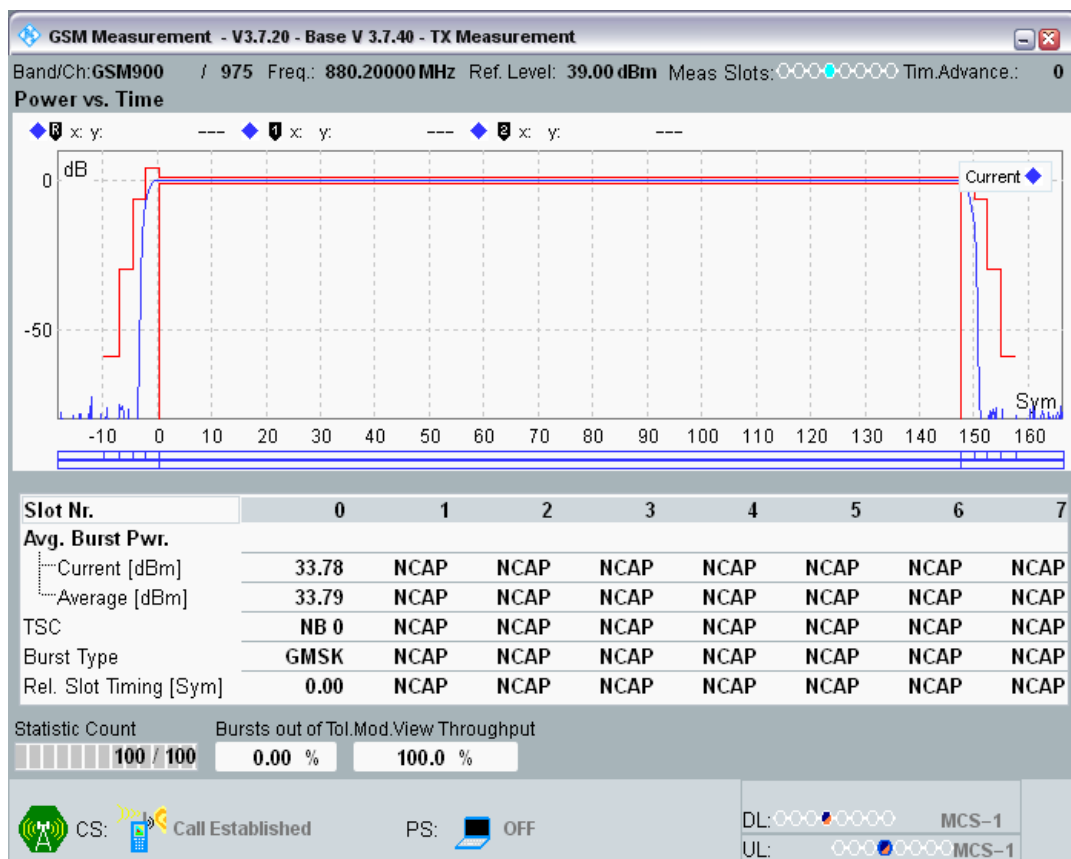 GSM Measurement - V3.7.20 - Base V 3.7.40 - TX Measurement
Band/Ch:GSM900 / 975 Freq.: 880.20000 MHz Ref. Level: 39.00 dBm Meas Slots: Tim.Advance.: 0
Power vs. Time
R x: y: --- 1 x: y: --- 2 x: y: ---
dB
Current
0
-50
Sym
-10 0 10 20 30 40 50 60 70 80 90 100 110 120 130 140 150 160
Slot Nr. 0 1 2 3 4 5 6 7
Avg. Burst Pwr.
Current [dBm] 33.78 NCAP NCAP NCAP NCAP NCAP NCAP NCAP
Average [dBm] 33.79 NCAP NCAP NCAP NCAP NCAP NCAP NCAP
TSC NB 0 NCAP NCAP NCAP NCAP NCAP NCAP NCAP
Burst Type GMSK NCAP NCAP NCAP NCAP NCAP NCAP NCAP
Rel. Slot Timing [Sym] 0.00 NCAP NCAP NCAP NCAP NCAP NCAP NCAP
Statistic Count Bursts out of Tol. Mod.View Throughput
100 / 100 0.00 % 100.0 %
CS: Call Established PS: OFF
DL: MCS-1
UL: MCS-1